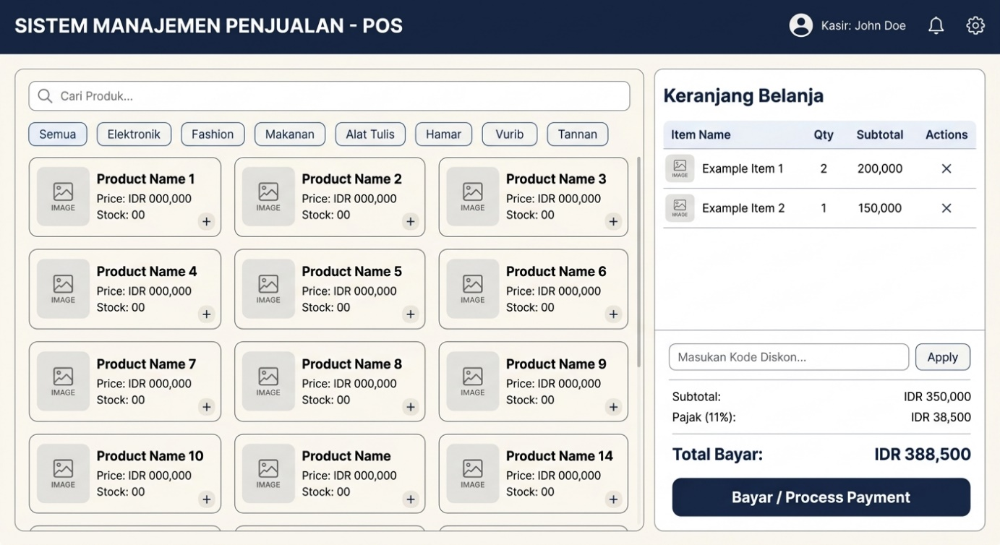 SISTEM MANAJEMEN PENJUALAN - POS
Kasir: John Doe
Cari Produk...
Semua
Elektronik
Fashion
Makanan
Alat Tulis
Hamar
Vurib
Tannan
IMAGE
Product Name 1
Price: IDR 000,000
Stock: 00
+
IMAGE
Product Name 2
Price: IDR 000,000
Stock: 00
+
IMAGE
Product Name 3
Price: IDR 000,000
Stock: 00
+
IMAGE
Product Name 4
Price: IDR 000,000
Stock: 00
+
IMAGE
Product Name 5
Price: IDR 000,000
Stock: 00
+
IMAGE
Product Name 6
Price: IDR 000,000
Stock: 00
+
IMAGE
Product Name 7
Price: IDR 000,000
Stock: 00
+
IMAGE
Product Name 8
Price: IDR 000,000
Stock: 00
+
IMAGE
Product Name 9
Price: IDR 000,000
Stock: 00
+
IMAGE
Product Name 10
Price: IDR 000,000
Stock: 00
+
IMAGE
Product Name
Price: IDR 000,000
Stock: 00
+
IMAGE
Product Name 14
Price: IDR 000,000
Stock: 00
+
Keranjang Belanja
Item Name Qty Subtotal Actions
IMAGE
Example Item 1 2 200,000 ×
Example Item 2 1 150,000 ×
Masukan Kode Diskon...
Apply
Subtotal: IDR 350,000
Pajak (11%): IDR 38,500
Total Bayar: IDR 388,500
Bayar / Process Payment